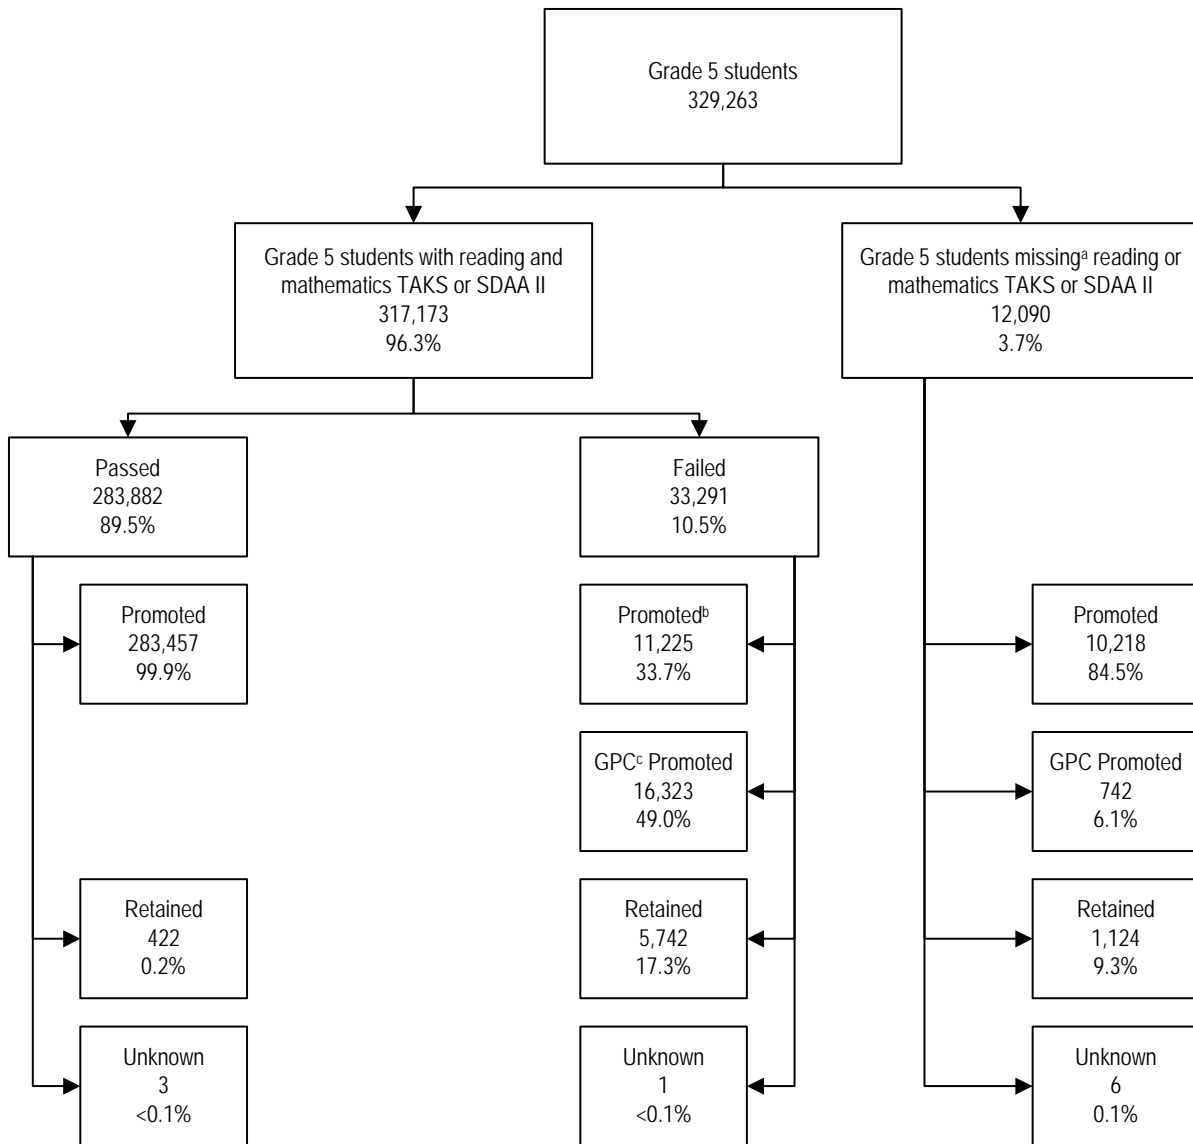 Grade 5 students
329,263
Grade 5 students with reading and
mathematics TAKS or SDAA II
317,173
96.3%
Grade 5 students missingᵃ reading or
mathematics TAKS or SDAA II
12,090
3.7%
Passed
283,882
89.5%
Failed
33,291
10.5%
Promoted
283,457
99.9%
Promotedᵇ
11,225
33.7%
Promoted
10,218
84.5%
GPCᶜ Promoted
16,323
49.0%
GPC Promoted
742
6.1%
Retained
422
0.2%
Retained
5,742
17.3%
Retained
1,124
9.3%
Unknown
3
<0.1%
Unknown
1
<0.1%
Unknown
6
0.1%